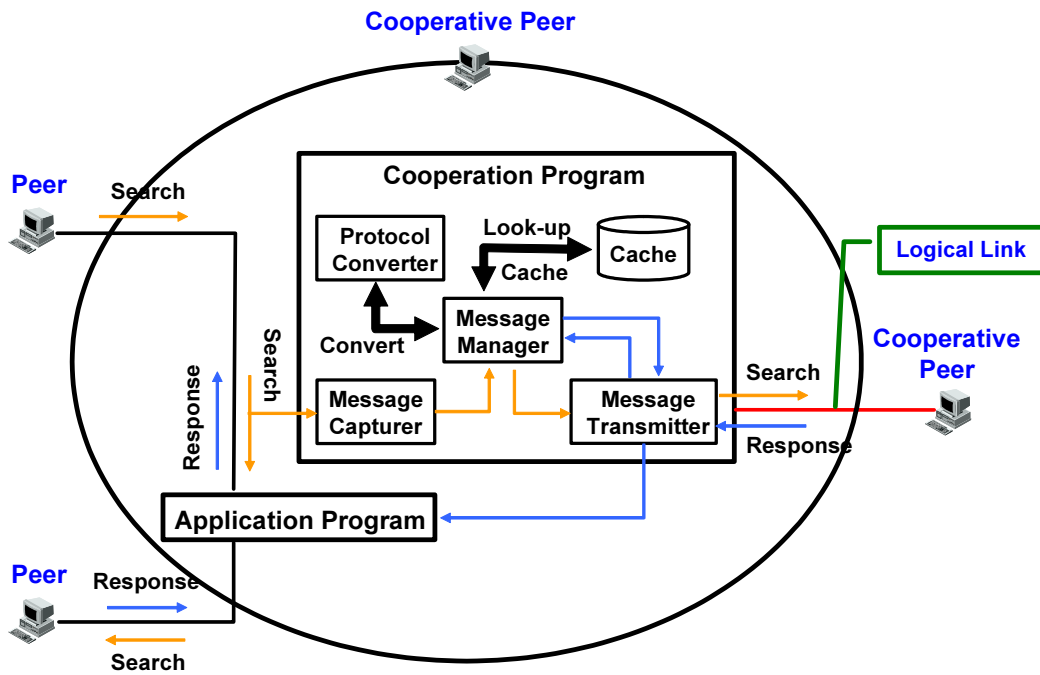 Cooperative Peer
Cooperation Program
Peer
Search
Protocol
Converter
Look-up
Cache
Cache
Logical Link
Convert
Message
Manager
Cooperative
Peer
Search
Response
Message
Capturer
Message
Transmitter
Search
Response
Application Program
Peer
Response
Search